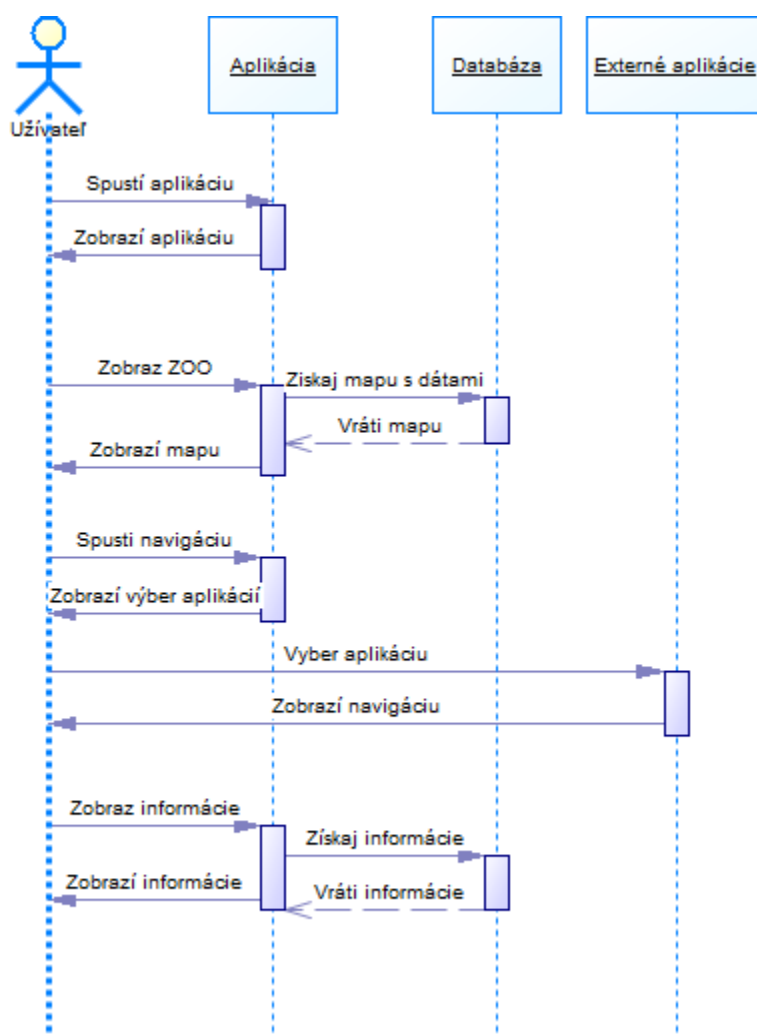 Aplikácia
Databáza
Externé aplikácie
Užívateľ
Spustí aplikáciu
Zobrazí aplikáciu
Zobraz ZOO
Ziskaj mapu s dátami
Vráti mapu
Zobrazí mapu
Spusti navigáciu
Zobrazí výber aplikácií
Vyber aplikáciu
Zobrazí navigáciu
Zobraz informácie
Získaj informácie
Zobrazí informácie
Vráti informácie